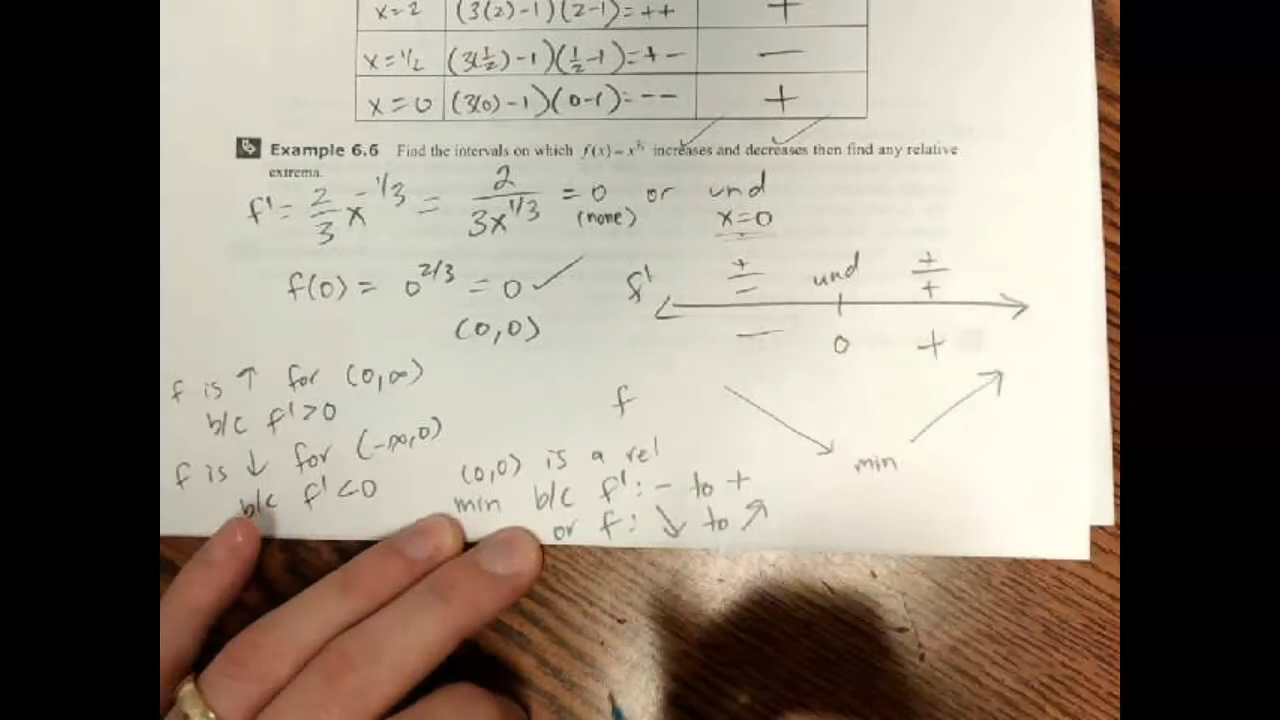 x=2 (3(2)-1)(2-1)=++ +
x=1/2 (3(1/2)-1)(1/2-1)=+- −
x=0 (3(0)-1)(0-1)=-- +
Example 6.6 Find the intervals on which f(x)=x^2/3 increases and decreases then find any relative
extrema.
f' = 2/3 x^-1/3 = 2/(3x^1/3) = 0 or und
(none) x=0
f(0) = 0^2/3 = 0 ✓
(0,0)
f' +/− und +/+
− 0 +
f is ↑ for (0,∞)
b/c f'>0
f is ↓ for (-∞,0)
b/c f'<0
f ↘ min ↗
(0,0) is a rel
min b/c f': - to +
or f: ↘ to ↗